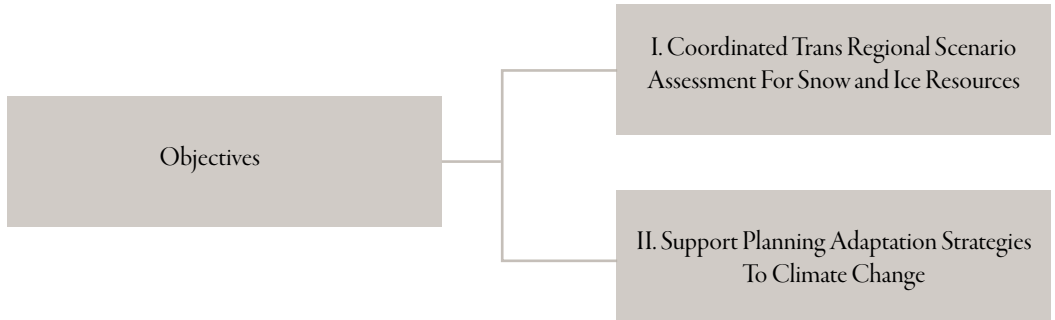 Objectives
I. Coordinated Trans Regional Scenario
Assessment For Snow and Ice Resources
II. Support Planning Adaptation Strategies
To Climate Change